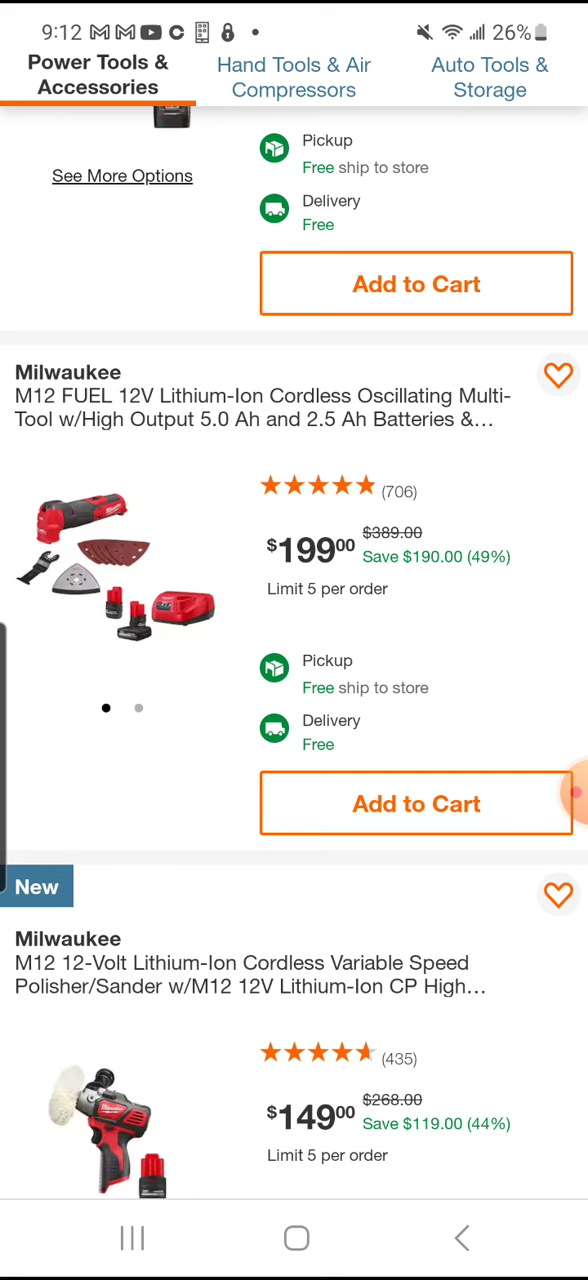 9:12
26%
Power Tools &
Accessories
Hand Tools & Air
Compressors
Auto Tools &
Storage
See More Options
Pickup
Free ship to store
Delivery
Free
Add to Cart
Milwaukee
M12 FUEL 12V Lithium-Ion Cordless Oscillating Multi-
Tool w/High Output 5.0 Ah and 2.5 Ah Batteries &...
(706)
$19900
$389.00
Save $190.00 (49%)
Limit 5 per order
Pickup
Free ship to store
Delivery
Free
Add to Cart
New
Milwaukee
M12 12-Volt Lithium-Ion Cordless Variable Speed
Polisher/Sander w/M12 12V Lithium-Ion CP High...
(435)
$14900
$268.00
Save $119.00 (44%)
Limit 5 per order
Milwaukee